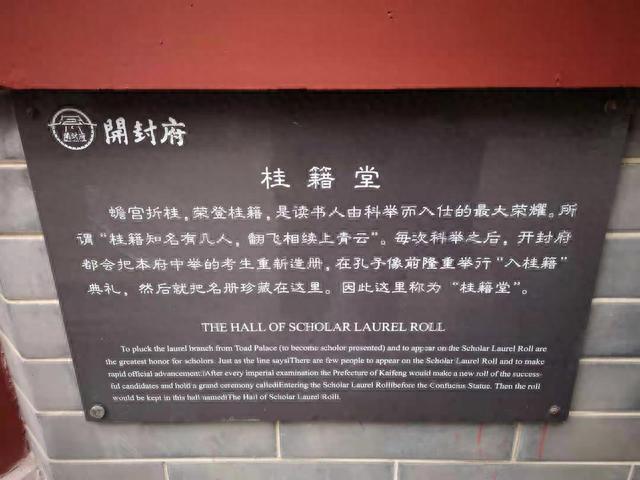 開封府
桂籍堂
蟾宫折桂，荣登桂籍，是读书人由科举而入仕的最大荣耀。所
谓“桂籍知名有几人，翻飞相续上青云”。每次科举之后，开封府
都会把本府中举的考生重新造册，在孔子像前隆重举行“入桂籍”
典礼，然后就把名册珍藏在这里。因此这里称为“桂籍堂”。
THE HALL OF SCHOLAR LAUREL ROLL
To pluck the laurel branch from Toad Palace (to become scholor presented) and to appear on the Scholar Laurel Roll are
the greatest honor for scholors. Just as the line says There are few people to appear on the Scholar Laurel Roll and to make
rapid official advancement. After every imperial examination the Prefecture of Kaifeng would make a new roll of the success-
ful candidates and hold a grand ceremony called Entering the Scholar Laurel Roll before the Confucius Statue. Then the roll
would be kept in this hall named The Hall of Scholar Roll.